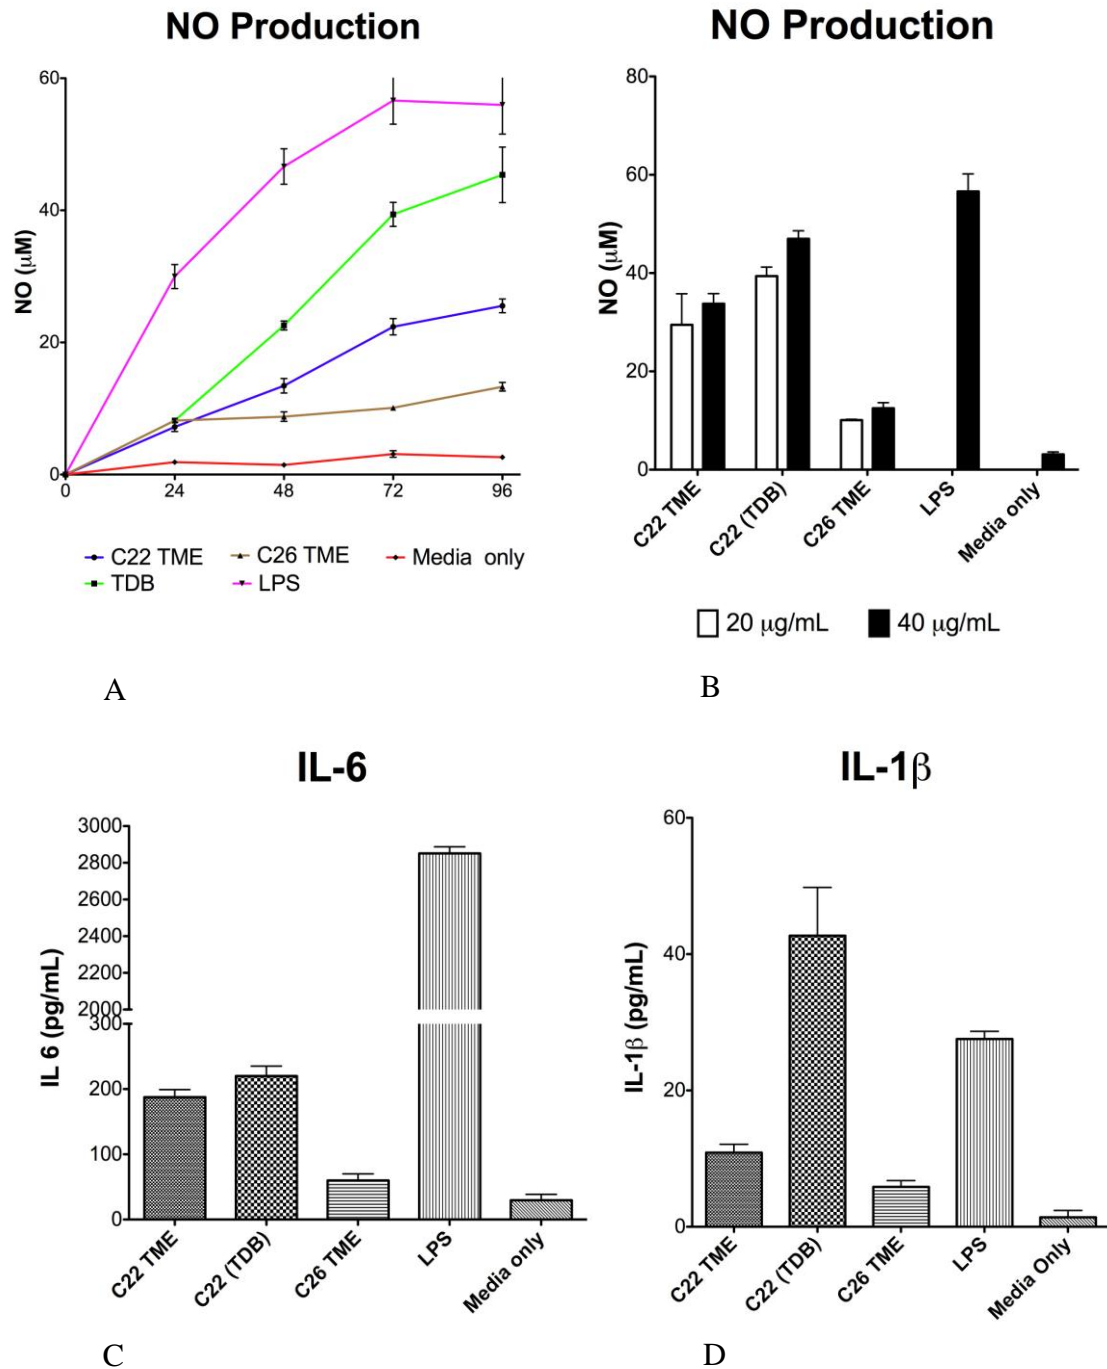 NO Production
60
40
20
0
NO (μM)
0 24 48 72 96
C22 TME C26 TME Media only
TDB LPS
A
NO Production
80
60
40
20
0
NO (μM)
C22 TME C22 (TDB) C26 TME LPS Media only
20 μg/mL 40 μg/mL
B
IL-6
3000
2800
2600
2400
2200
2000
300
200
100
0
IL 6 (pg/mL)
C22 TME C22 (TDB) C26 TME LPS Media only
C
IL-1β
60
40
20
0
IL-1β (pg/mL)
C22 TME C22 (TDB) C26 TME LPS Media Only
D